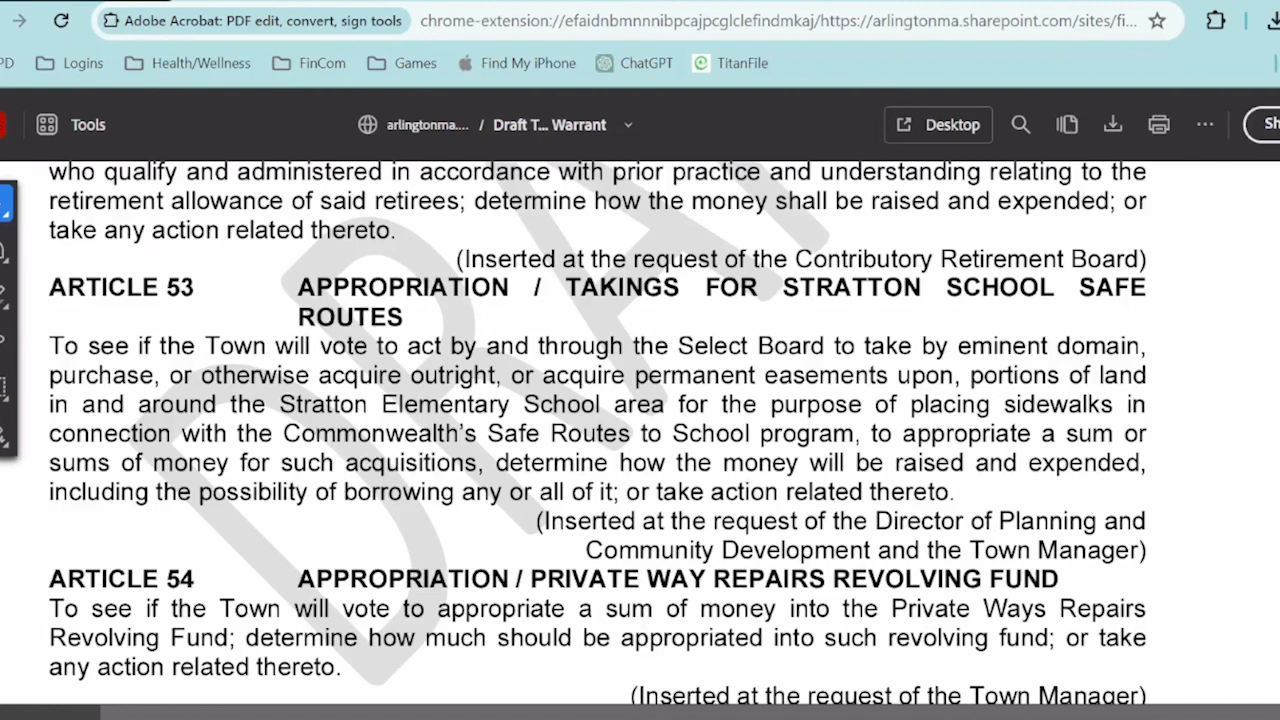 Adobe Acrobat: PDF edit, convert, sign tools chrome-extension://efaidnbmnnnibpcajpcglclefindmkaj/https://arlingtonma.sharepoint.com/sites/fi...
PD Logins Health/Wellness FinCom Games Find My iPhone ChatGPT TitanFile
Tools arlingtonma.... / Draft T... Warrant Desktop Sh
who qualify and administered in accordance with prior practice and understanding relating to the
retirement allowance of said retirees; determine how the money shall be raised and expended; or
take any action related thereto.
(Inserted at the request of the Contributory Retirement Board)
ARTICLE 53 APPROPRIATION / TAKINGS FOR STRATTON SCHOOL SAFE
ROUTES
To see if the Town will vote to act by and through the Select Board to take by eminent domain,
purchase, or otherwise acquire outright, or acquire permanent easements upon, portions of land
in and around the Stratton Elementary School area for the purpose of placing sidewalks in
connection with the Commonwealth's Safe Routes to School program, to appropriate a sum or
sums of money for such acquisitions, determine how the money will be raised and expended,
including the possibility of borrowing any or all of it; or take action related thereto.
(Inserted at the request of the Director of Planning and
Community Development and the Town Manager)
ARTICLE 54 APPROPRIATION / PRIVATE WAY REPAIRS REVOLVING FUND
To see if the Town will vote to appropriate a sum of money into the Private Ways Repairs
Revolving Fund; determine how much should be appropriated into such revolving fund; or take
any action related thereto.
(Inserted at the request of the Town Manager)
DRA